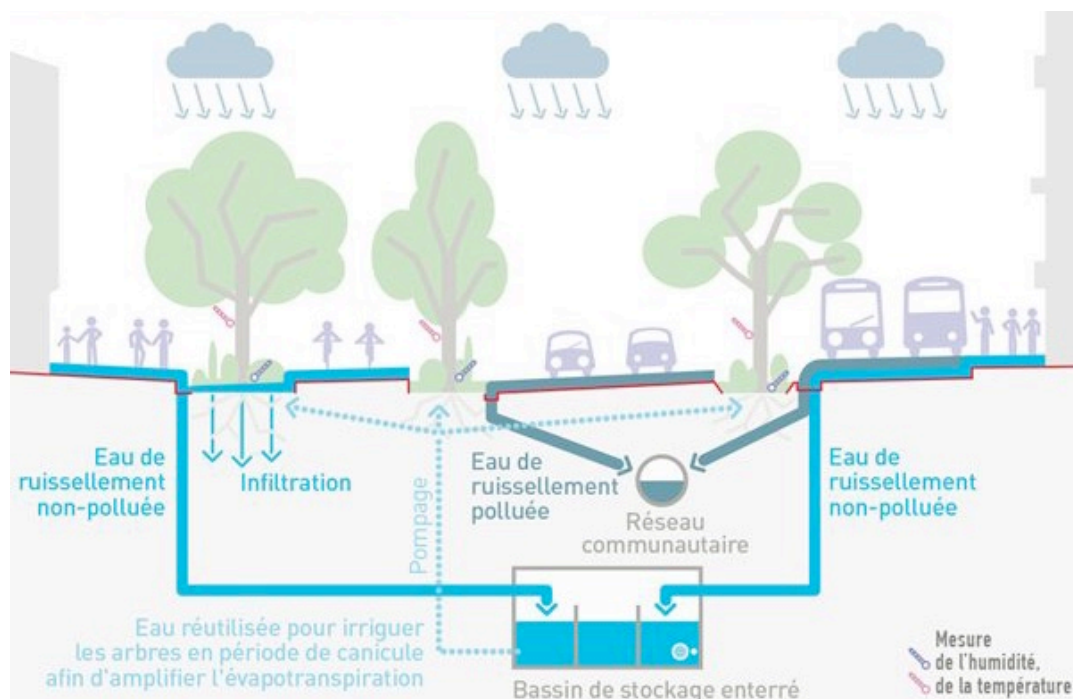 Eau de
ruissellement
non-polluée
Infiltration
Pompage
Eau de
ruissellement
polluée
Réseau
communautaire
Eau de
ruissellement
non-polluée
Eau réutilisée pour irriguer
les arbres en période de canicule
afin d'amplifier l'évapotranspiration
Bassin de stockage enterré
Mesure
de l'humidité,
de la température